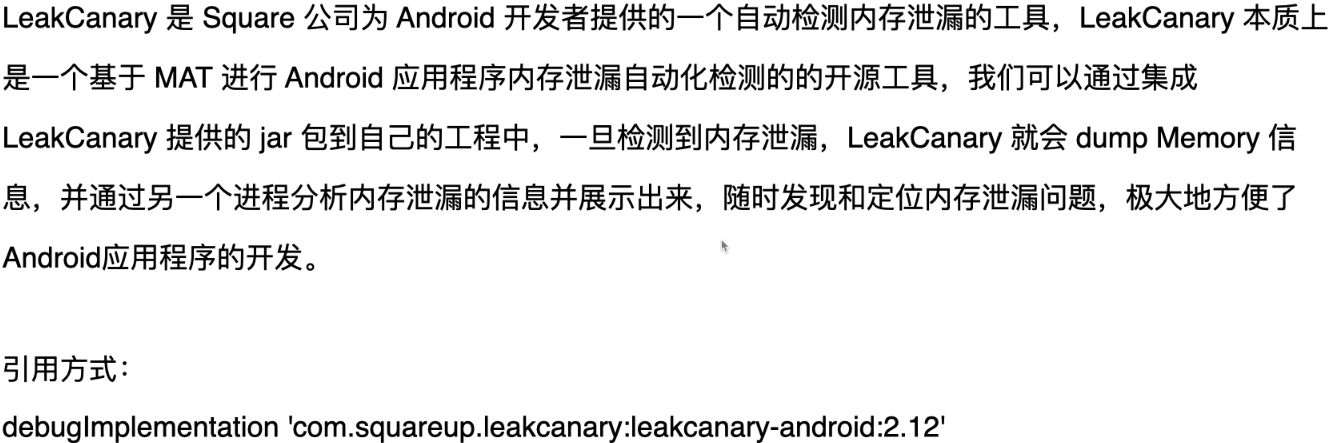 LeakCanary 是 Square 公司为 Android 开发者提供的一个自动检测内存泄漏的工具，LeakCanary 本质上
是一个基于 MAT 进行 Android 应用程序内存泄漏自动化检测的的开源工具，我们可以通过集成
LeakCanary 提供的 jar 包到自己的工程中，一旦检测到内存泄漏，LeakCanary 就会 dump Memory 信
息，并通过另一个进程分析内存泄漏的信息并展示出来，随时发现和定位内存泄漏问题，极大地方便了
Android应用程序的开发。
引用方式：
debugImplementation 'com.squareup.leakcanary:leakcanary-android:2.12'